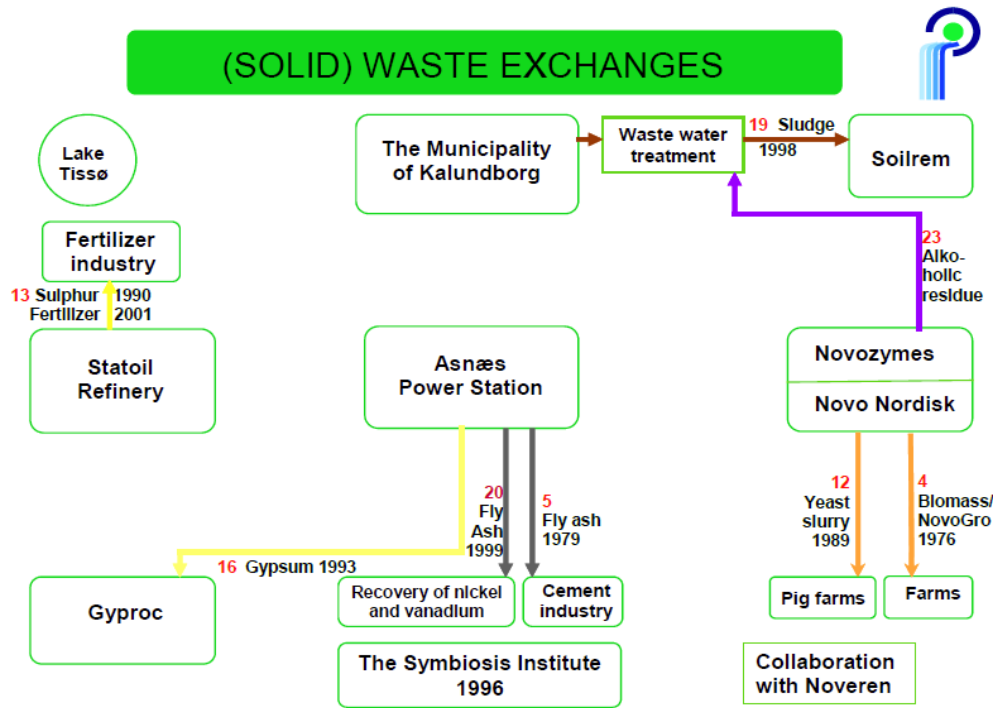 (SOLID) WASTE EXCHANGES
Lake
Tissø
The Municipality
of Kalundborg
Waste water
treatment
19 Sludge
1998
Soilrem
Fertilizer
industry
23
Alko-
holic
residue
13 Sulphur 1990
Fertilizer 2001
Statoil
Refinery
Asnæs
Power Station
Novozymes
Novo Nordisk
20
Fly
Ash
1999
5
Fly ash
1979
12
Yeast
slurry
1989
4
Biomass/
NovoGro
1976
16 Gypsum 1993
Gyproc
Recovery of nickel
and vanadium
Cement
industry
Pig farms
Farms
The Symbiosis Institute
1996
Collaboration
with Noveren